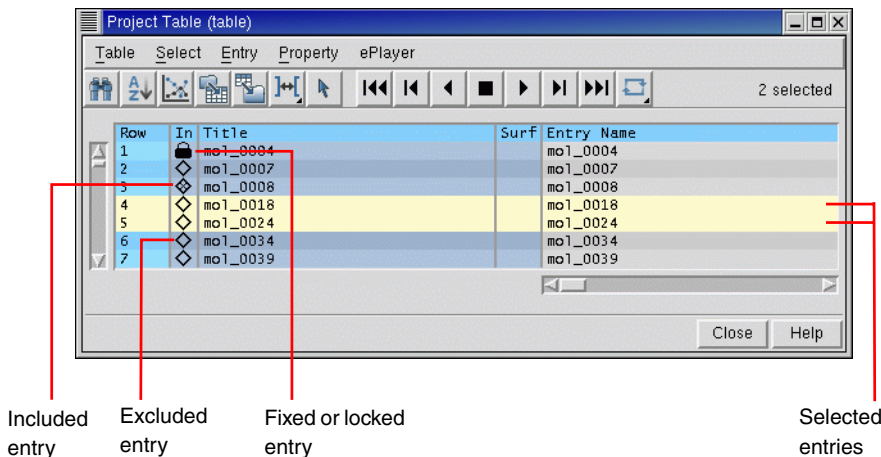 Project Table (table)
Table Select Entry Property ePlayer
A Z
2 selected
Row In Title Surf Entry Name
1 mol_0004 mol_0004
2 mol_0007 mol_0007
3 mol_0008 mol_0008
4 mol_0018 mol_0018
5 mol_0024 mol_0024
6 mol_0034 mol_0034
7 mol_0039 mol_0039
Close Help
Included entry
Excluded entry
Fixed or locked entry
Selected entries